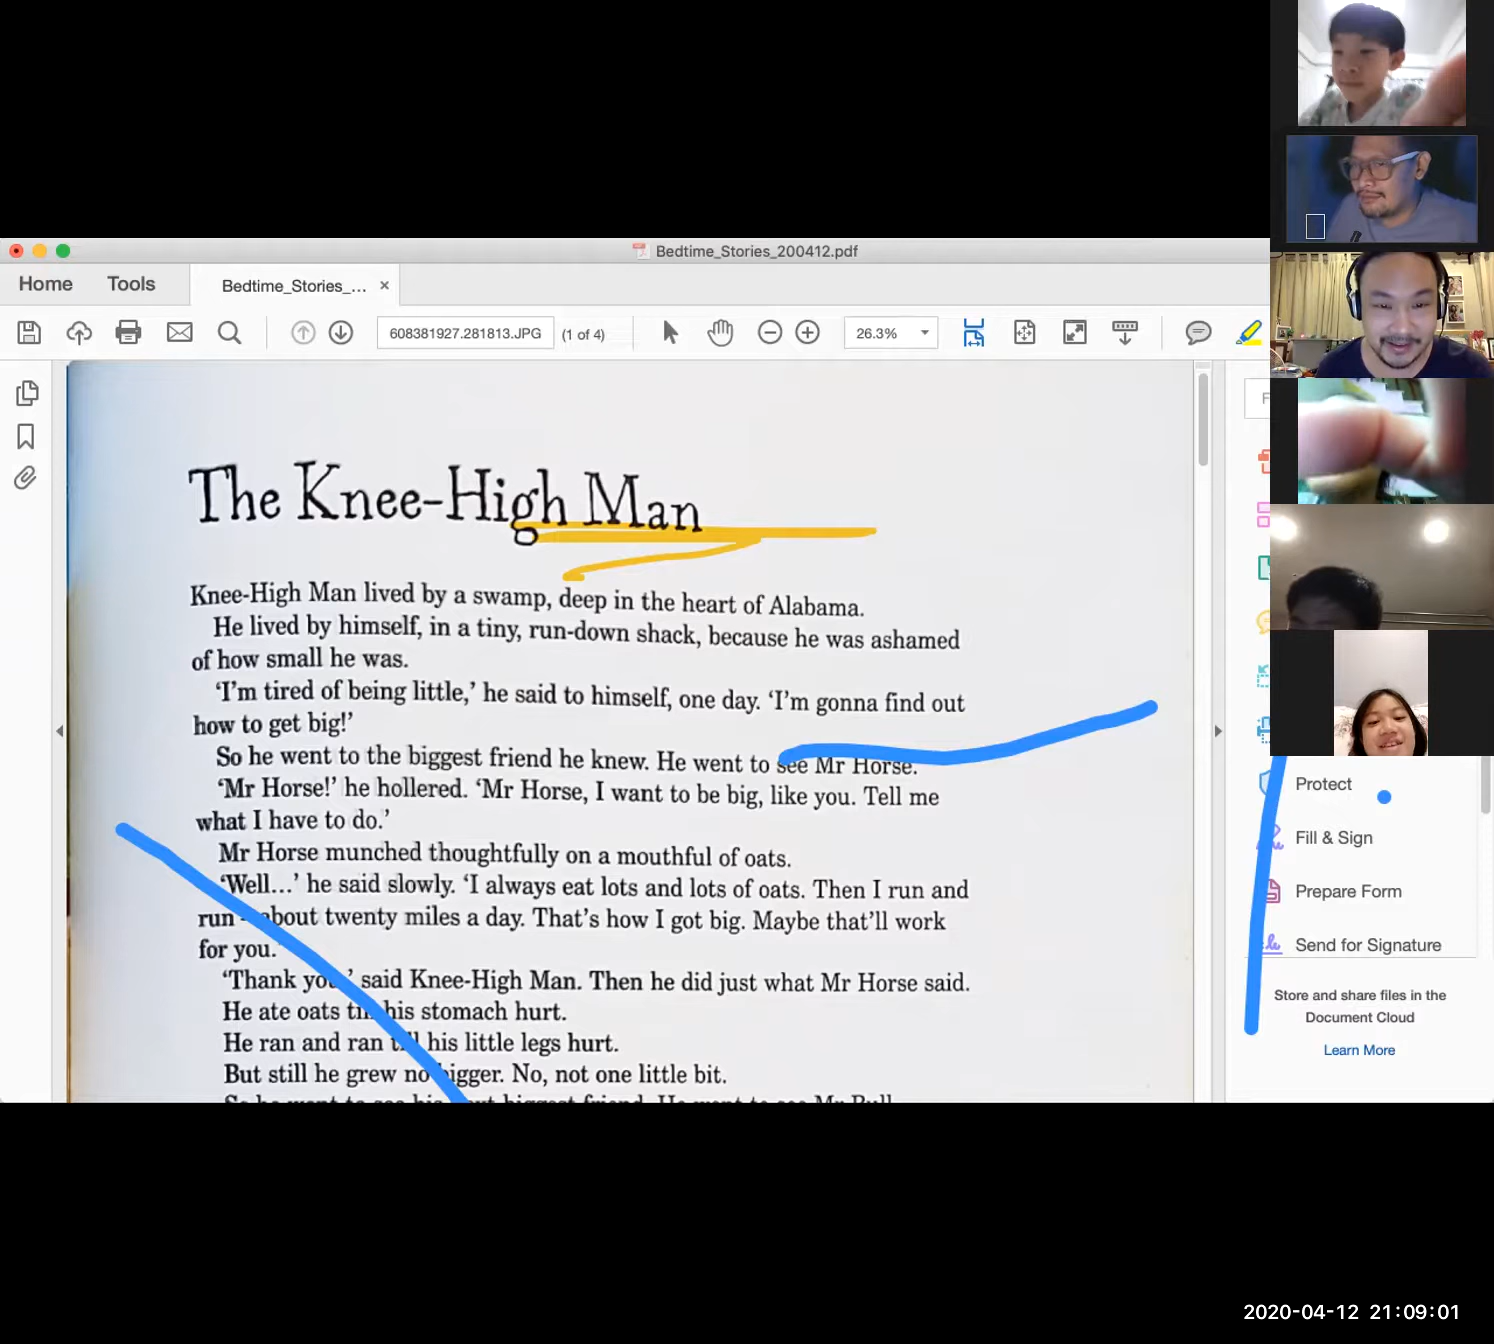 Bedtime_Stories_200412.pdf
Home
Tools
Bedtime_Stories_...
608381927.281813.JPG
(1 of 4)
26.3%
The Knee-High Man
Knee-High Man lived by a swamp, deep in the heart of Alabama.
He lived by himself, in a tiny, run-down shack, because he was ashamed
of how small he was.
‘I’m tired of being little,’ he said to himself, one day. ‘I’m gonna find out
how to get big!’
So he went to the biggest friend he knew. He went to see Mr Horse.
‘Mr Horse!’ he hollered. ‘Mr Horse, I want to be big, like you. Tell me
what I have to do.’
Mr Horse munched thoughtfully on a mouthful of oats.
‘Well...’ he said slowly. ‘I always eat lots and lots of oats. Then I run and
run - about twenty miles a day. That’s how I got big. Maybe that’ll work
for you.’
‘Thank you,’ said Knee-High Man. Then he did just what Mr Horse said.
He ate oats till his stomach hurt.
He ran and ran till his little legs hurt.
But still he grew no bigger. No, not one little bit.
Protect
Fill & Sign
Prepare Form
Send for Signature
Store and share files in the
Document Cloud
Learn More
2020-04-12 21:09:01